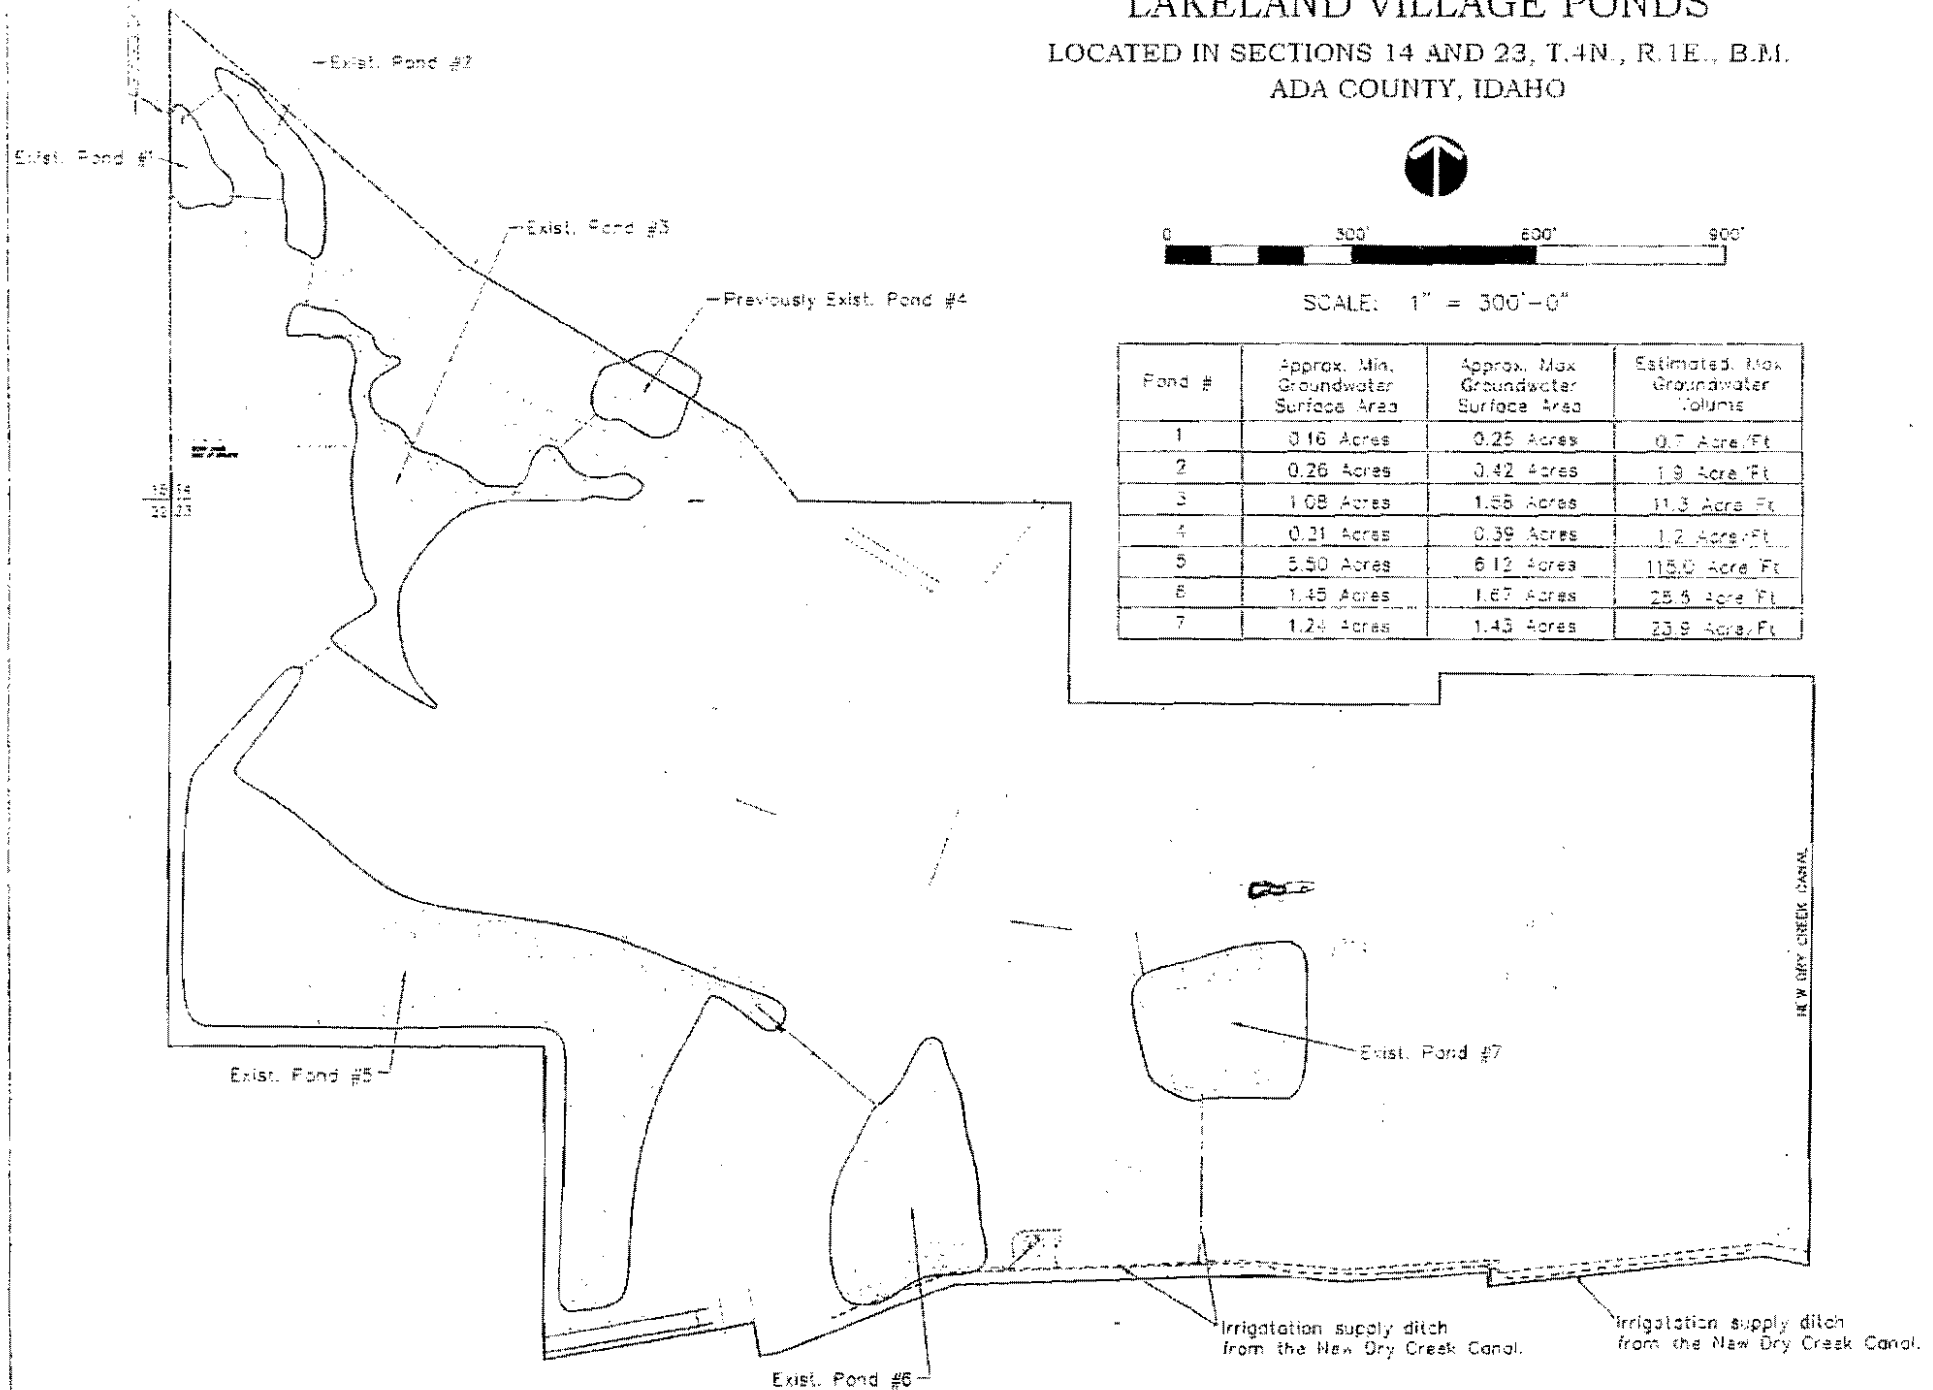 LAKELAND VILLAGE PONDS
LOCATED IN SECTIONS 14 AND 23, T.4N., R.1E., B.M.
ADA COUNTY, IDAHO
0 300' 600' 900'
SCALE: 1" = 300'-0"
Pond # Approx. Min. Groundwater Surface Area Approx. Max Groundwater Surface Area Estimated. Max Groundwater Volume
1 0.16 Acres 0.25 Acres 0.7 Acre/Ft
2 0.26 Acres 0.42 Acres 1.9 Acre/Ft
3 1.08 Acres 11.3 Acre/Ft
4 0.21 Acres 0.39 Acres 1.2 Acre/Ft
5 5.50 Acres 6.12 Acres 115.0 Acre/Ft
6 1.45 Acres 1.67 Acres 25.5 Acre/Ft
7 1.24 Acres 1.43 Acres 23.9 Acre/Ft
Exist. Pond #2
Exist. Pond #1
Exist. Pond #3
Previously Exist. Pond #4
15 14
22 23
NEW DRY CREEK CANAL
Exist. Pond #7
Exist. Pond #5
Irrigatation supply ditch
from the New Dry Creek Canal.
Irrigatation supply ditch
from the New Dry Creek Canal.
Exist. Pond #6